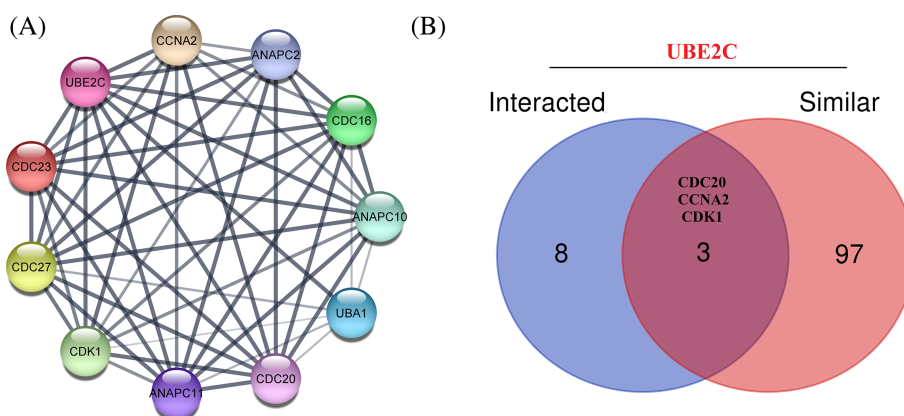 (A)
CCNA2
ANAPC2
UBE2C
CDC16
CDC23
ANAPC10
CDC27
UBA1
CDK1
CDC20
ANAPC11
(B)
UBE2C
Interacted Similar
CDC20
CCNA2
CDK1
8 3 97